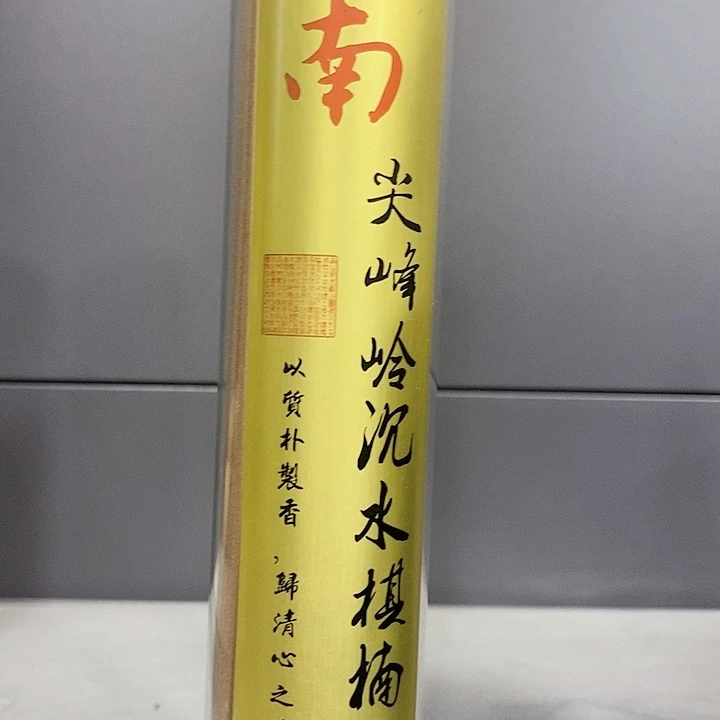 南
尖峰岭沉水棋楠
以質朴製香，歸清心之